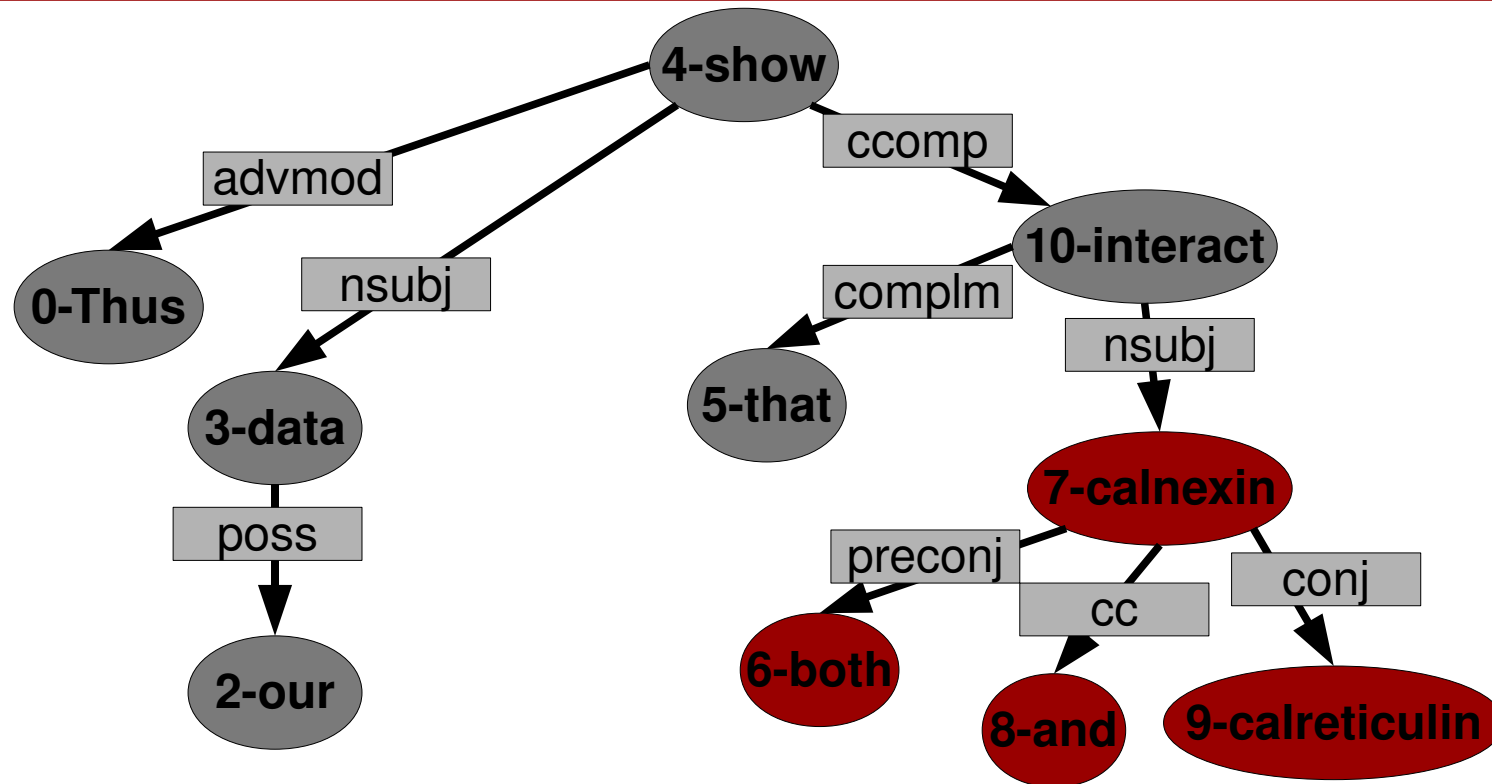 4-show
ccomp
advmod
10-interact
nsubj
complm
0-Thus
nsubj
5-that
3-data
7-calnexin
poss
preconj
conj
cc
6-both
2-our
8-and
9-calreticulin